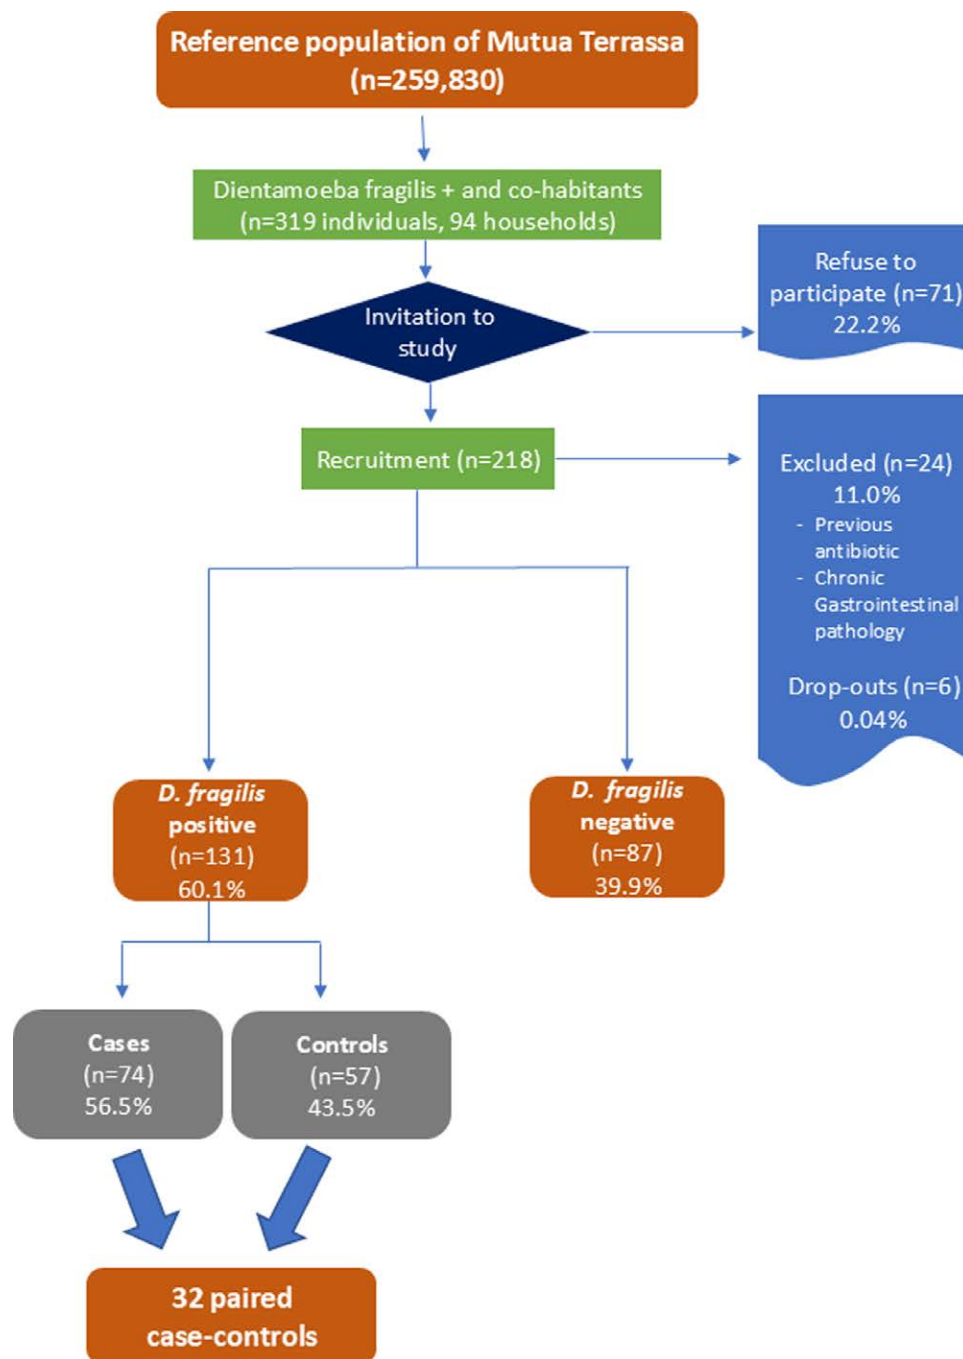 Reference population of Mutua Terrassa
(n=259,830)
Dientamoeba fragilis + and co-habitants
(n=319 individuals, 94 households)
Invitation to
study
Refuse to
participate (n=71)
22.2%
Recruitment (n=218)
Excluded (n=24)
11.0%
- Previous
antibiotic
- Chronic
Gastrointestinal
pathology
Drop-outs (n=6)
0.04%
D. fragilis
positive
(n=131)
60.1%
D. fragilis
negative
(n=87)
39.9%
Cases
(n=74)
56.5%
Controls
(n=57)
43.5%
32 paired
case-controls